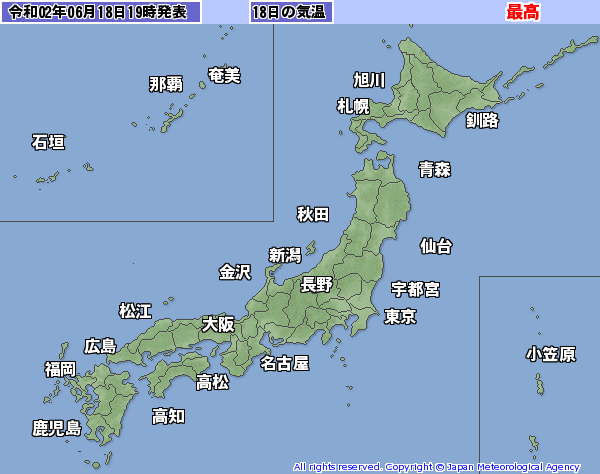 令和02年06月18日19時発表
18日の気温
最高
旭川
奄美
那覇
札幌
釧路
石垣
青森
秋田
仙台
新潟
金沢
長野
宇都宮
松江
東京
大阪
広島
小笠原
名古屋
福岡
高松
高知
鹿児島
All rights reserved. Copyright © Japan Meteorological Agency